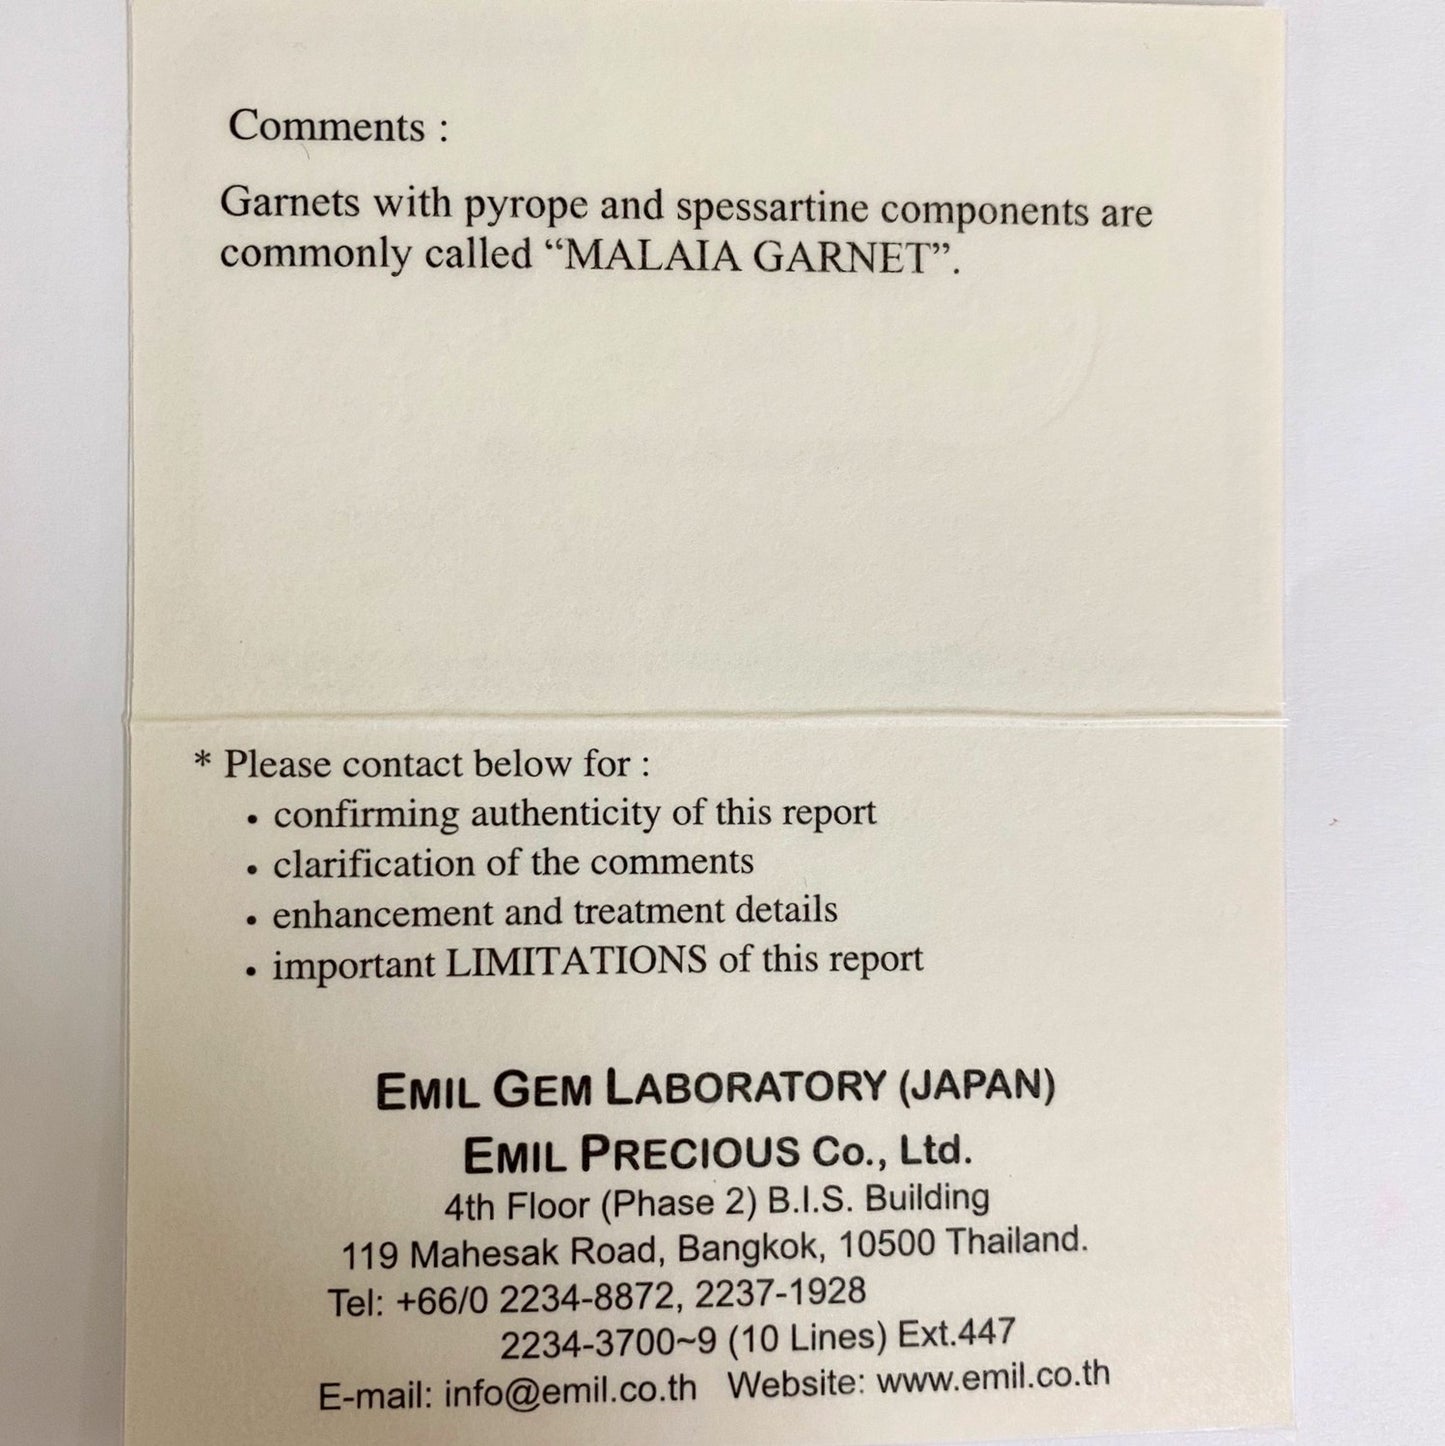 Comments :
Garnets with pyrope and spessartine components are
commonly called “MALAIA GARNET”.
* Please contact below for :
• confirming authenticity of this report
• clarification of the comments
• enhancement and treatment details
• important LIMITATIONS of this report
EMIL GEM LABORATORY (JAPAN)
EMIL PRECIOUS Co., Ltd.
4th Floor (Phase 2) B.I.S. Building
119 Mahesak Road, Bangkok, 10500 Thailand.
Tel: +66/0 2234-8872, 2237-1928
2234-3700~9 (10 Lines) Ext.447
E-mail: info@emil.co.th Website: www.emil.co.th